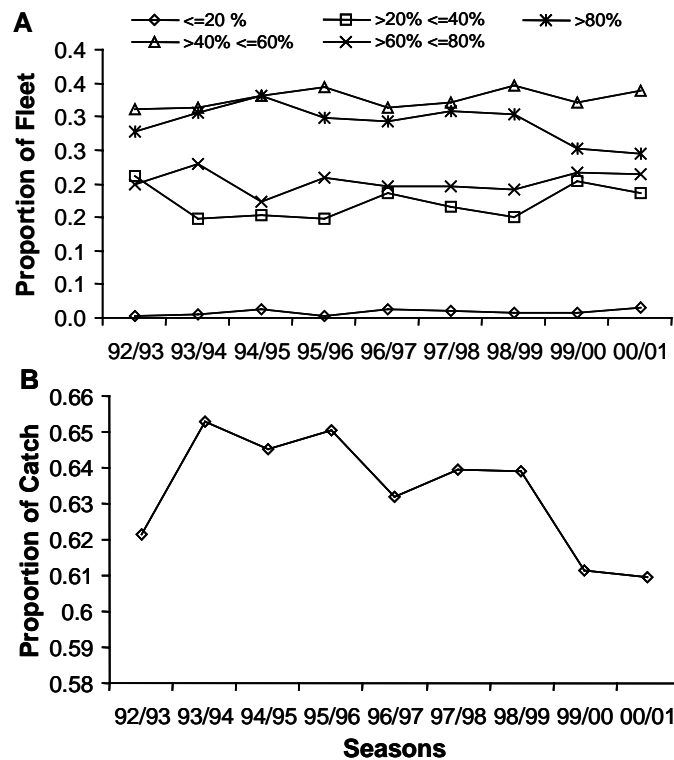 A
<=20 % >20% <=40% >80%
>40% <=60% >60% <=80%
Proportion of Fleet
0.4
0.4
0.3
0.3
0.2
0.2
0.1
0.1
0.0
92/93 93/94 94/95 95/96 96/97 97/98 98/99 99/00 00/01
B
Proportion of Catch
0.66
0.65
0.64
0.63
0.62
0.61
0.6
0.59
0.58
92/93 93/94 94/95 95/96 96/97 97/98 98/99 99/00 00/01
Seasons